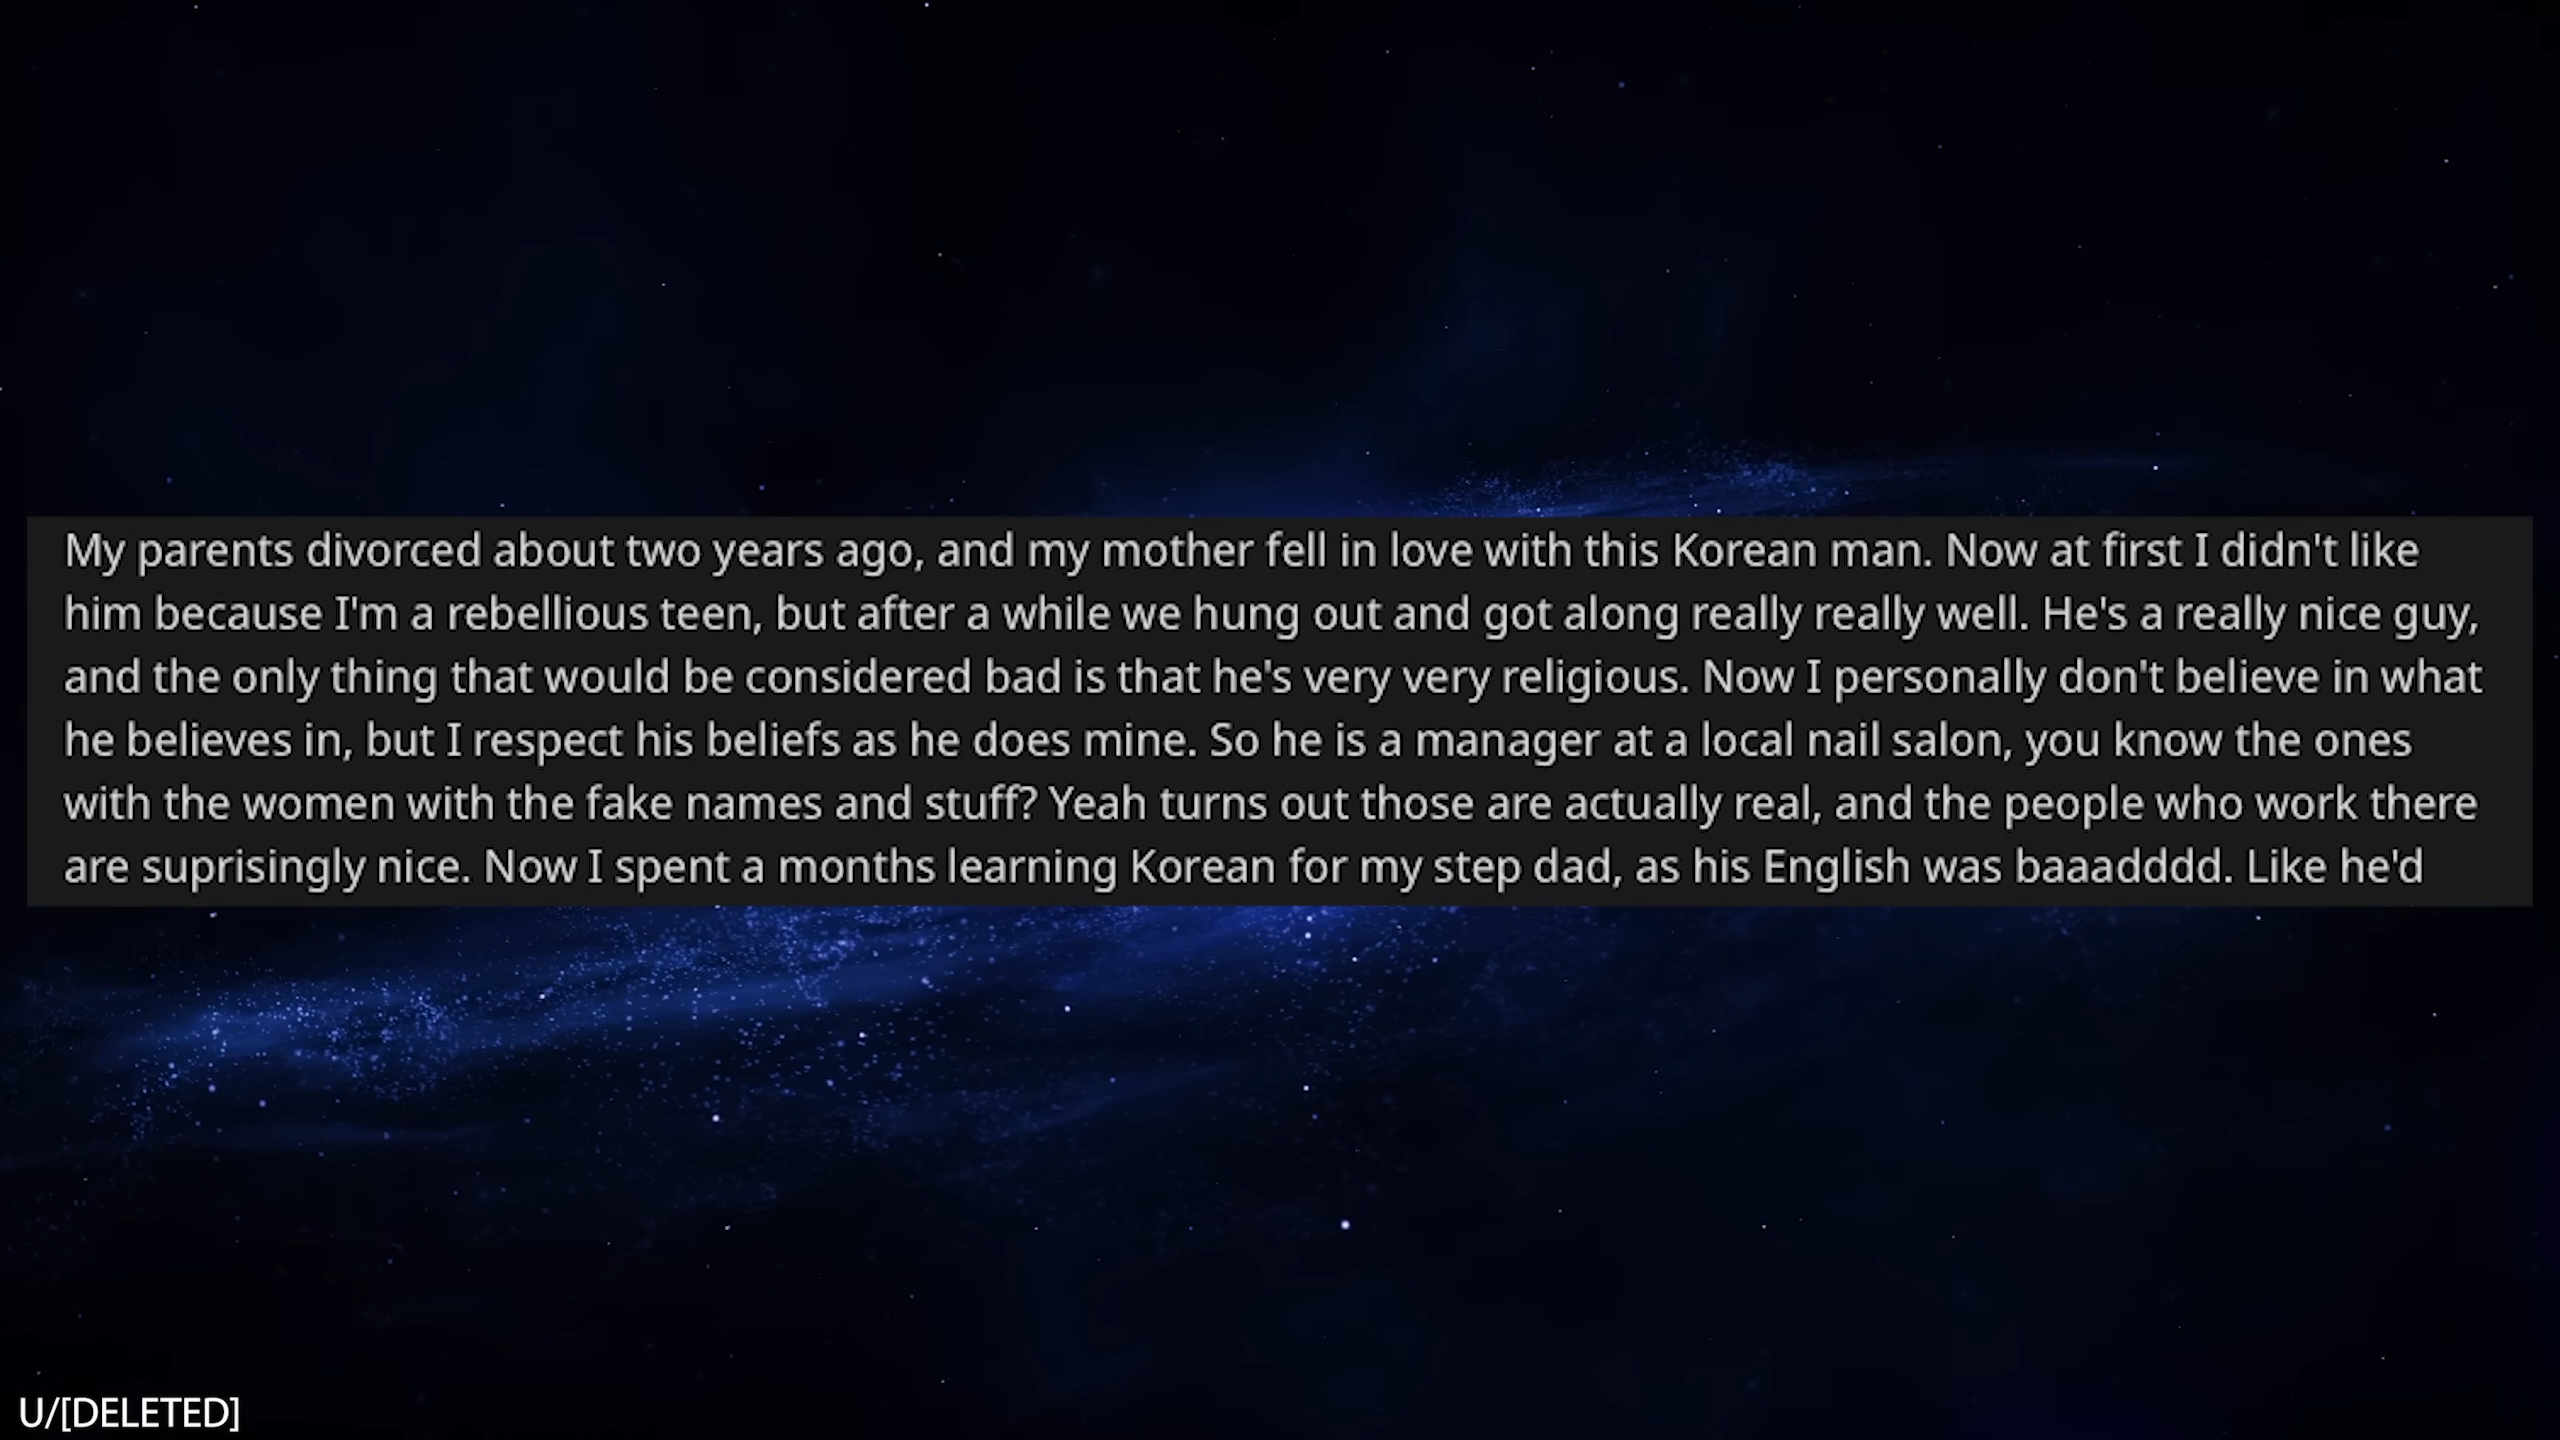 My parents divorced about two years ago, and my mother fell in love with this Korean man. Now at first I didn't like
him because I'm a rebellious teen, but after a while we hung out and got along really really well. He's a really nice guy,
and the only thing that would be considered bad is that he's very very religious. Now I personally don't believe in what
he believes in, but I respect his beliefs as he does mine. So he is a manager at a local nail salon, you know the ones
with the women with the fake names and stuff? Yeah turns out those are actually real, and the people who work there
are suprisingly nice. Now I spent a months learning Korean for my step dad, as his English was baaadddd. Like he'd
U/[DELETED]